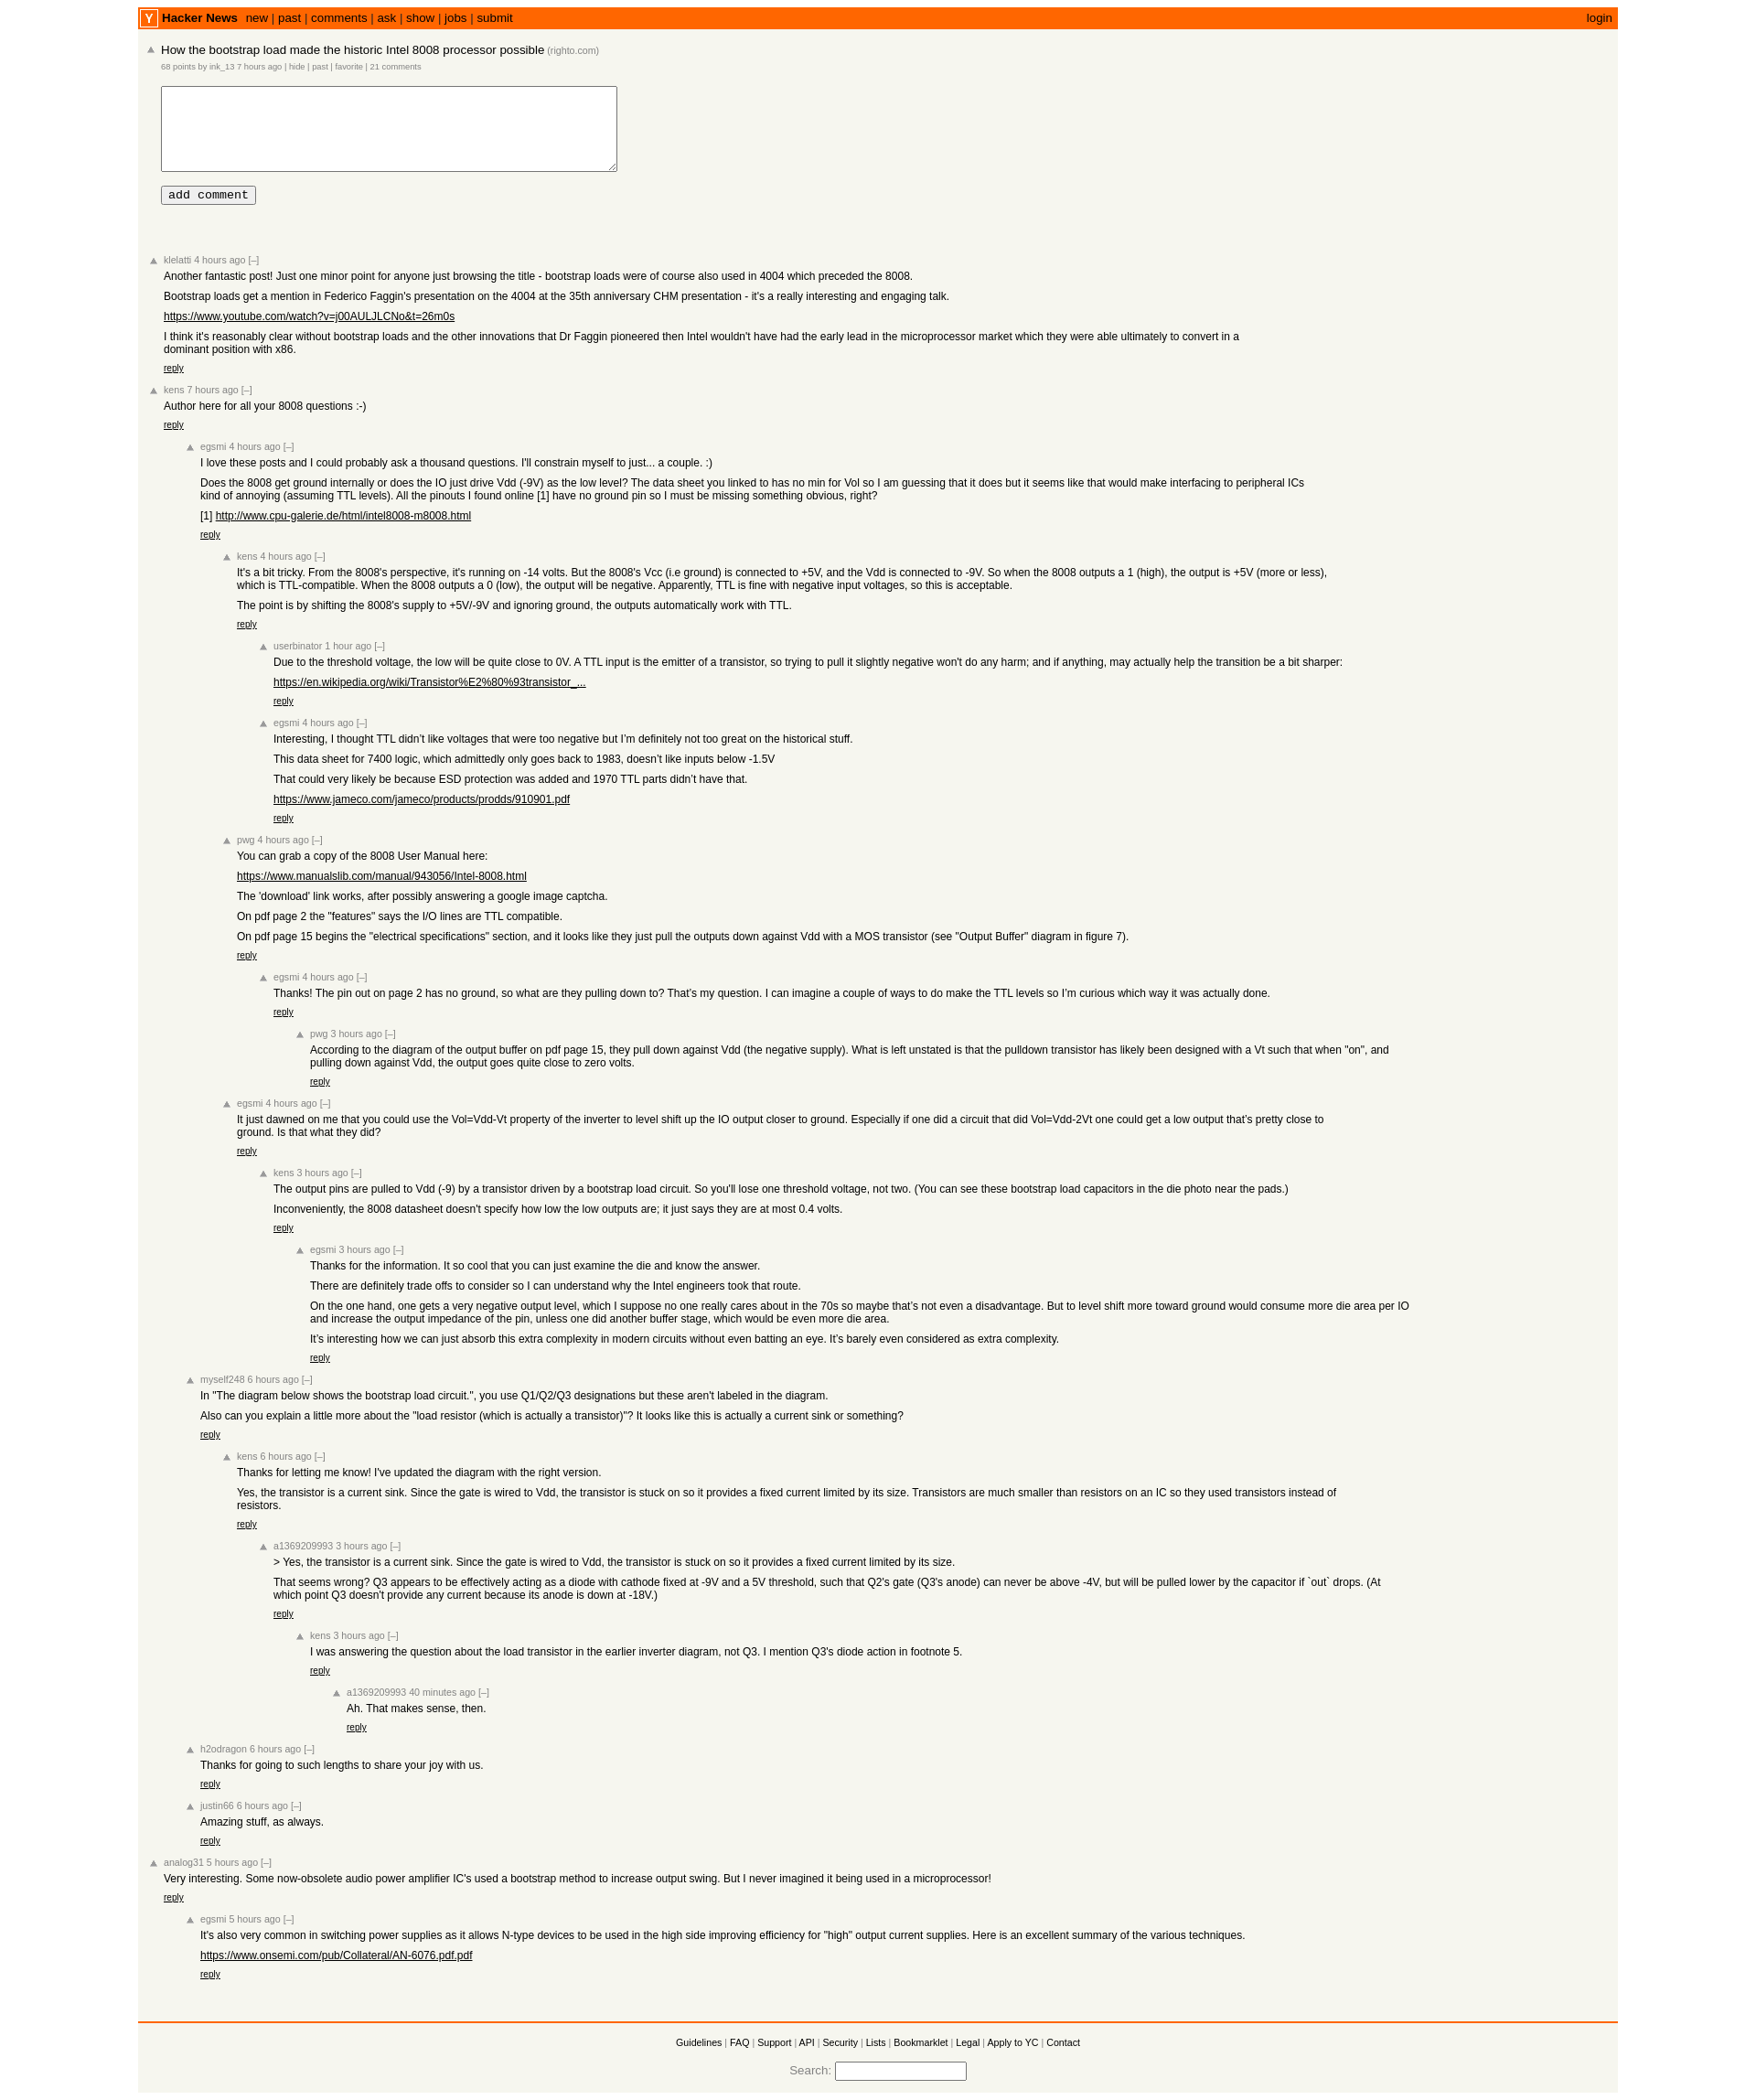 Y Hacker News new | past | comments | ask | show | jobs | submit login
How the bootstrap load made the historic Intel 8008 processor possible (righto.com)
68 points by ink_13 7 hours ago | hide | past | favorite | 21 comments
add comment
klelatti 4 hours ago [–]
Another fantastic post! Just one minor point for anyone just browsing the title - bootstrap loads were of course also used in 4004 which preceded the 8008.
Bootstrap loads get a mention in Federico Faggin's presentation on the 4004 at the 35th anniversary CHM presentation - it's a really interesting and engaging talk.
https://www.youtube.com/watch?v=j00AULJLCNo&t=26m0s
I think it's reasonably clear without bootstrap loads and the other innovations that Dr Faggin pioneered then Intel wouldn't have had the early lead in the microprocessor market which they were able ultimately to convert in a
dominant position with x86.
reply
kens 7 hours ago [–]
Author here for all your 8008 questions :-)
reply
egsmi 4 hours ago [–]
I love these posts and I could probably ask a thousand questions. I'll constrain myself to just... a couple. :)
Does the 8008 get ground internally or does the IO just drive Vdd (-9V) as the low level? The data sheet you linked to has no min for Vol so I am guessing that it does but it seems like that would make interfacing to peripheral ICs
kind of annoying (assuming TTL levels). All the pinouts I found online [1] have no ground pin so I must be missing something obvious, right?
[1] http://www.cpu-galerie.de/html/intel8008-m8008.html
reply
kens 4 hours ago [–]
It's a bit tricky. From the 8008's perspective, it's running on -14 volts. But the 8008's Vcc (i.e ground) is connected to +5V, and the Vdd is connected to -9V. So when the 8008 outputs a 1 (high), the output is +5V (more or less),
which is TTL-compatible. When the 8008 outputs a 0 (low), the output will be negative. Apparently, TTL is fine with negative input voltages, so this is acceptable.
The point is by shifting the 8008's supply to +5V/-9V and ignoring ground, the outputs automatically work with TTL.
reply
userbinator 1 hour ago [–]
Due to the threshold voltage, the low will be quite close to 0V. A TTL input is the emitter of a transistor, so trying to pull it slightly negative won't do any harm; and if anything, may actually help the transition be a bit sharper:
https://en.wikipedia.org/wiki/Transistor%E2%80%93transistor_...
reply
egsmi 4 hours ago [–]
Interesting, I thought TTL didn’t like voltages that were too negative but I’m definitely not too great on the historical stuff.
This data sheet for 7400 logic, which admittedly only goes back to 1983, doesn’t like inputs below -1.5V
That could very likely be because ESD protection was added and 1970 TTL parts didn’t have that.
https://www.jameco.com/jameco/products/prodds/910901.pdf
reply
pwg 4 hours ago [–]
You can grab a copy of the 8008 User Manual here:
https://www.manualslib.com/manual/943056/Intel-8008.html
The 'download' link works, after possibly answering a google image captcha.
On pdf page 2 the "features" says the I/O lines are TTL compatible.
On pdf page 15 begins the "electrical specifications" section, and it looks like they just pull the outputs down against Vdd with a MOS transistor (see "Output Buffer" diagram in figure 7).
reply
egsmi 4 hours ago [–]
Thanks! The pin out on page 2 has no ground, so what are they pulling down to? That’s my question. I can imagine a couple of ways to do make the TTL levels so I’m curious which way it was actually done.
reply
pwg 3 hours ago [–]
According to the diagram of the output buffer on pdf page 15, they pull down against Vdd (the negative supply). What is left unstated is that the pulldown transistor has likely been designed with a Vt such that when "on", and
pulling down against Vdd, the output goes quite close to zero volts.
reply
egsmi 4 hours ago [–]
It just dawned on me that you could use the Vol=Vdd-Vt property of the inverter to level shift up the IO output closer to ground. Especially if one did a circuit that did Vol=Vdd-2Vt one could get a low output that’s pretty close to
ground. Is that what they did?
reply
kens 3 hours ago [–]
The output pins are pulled to Vdd (-9) by a transistor driven by a bootstrap load circuit. So you'll lose one threshold voltage, not two. (You can see these bootstrap load capacitors in the die photo near the pads.)
Inconveniently, the 8008 datasheet doesn't specify how low the low outputs are; it just says they are at most 0.4 volts.
reply
egsmi 3 hours ago [–]
Thanks for the information. It so cool that you can just examine the die and know the answer.
There are definitely trade offs to consider so I can understand why the Intel engineers took that route.
On the one hand, one gets a very negative output level, which I suppose no one really cares about in the 70s so maybe that’s not even a disadvantage. But to level shift more toward ground would consume more die area per IO
and increase the output impedance of the pin, unless one did another buffer stage, which would be even more die area.
It’s interesting how we can just absorb this extra complexity in modern circuits without even batting an eye. It’s barely even considered as extra complexity.
reply
myself248 6 hours ago [–]
In "The diagram below shows the bootstrap load circuit.", you use Q1/Q2/Q3 designations but these aren't labeled in the diagram.
Also can you explain a little more about the "load resistor (which is actually a transistor)"? It looks like this is actually a current sink or something?
reply
kens 6 hours ago [–]
Thanks for letting me know! I've updated the diagram with the right version.
Yes, the transistor is a current sink. Since the gate is wired to Vdd, the transistor is stuck on so it provides a fixed current limited by its size. Transistors are much smaller than resistors on an IC so they used transistors instead of
resistors.
reply
a1369209993 3 hours ago [–]
> Yes, the transistor is a current sink. Since the gate is wired to Vdd, the transistor is stuck on so it provides a fixed current limited by its size.
That seems wrong? Q3 appears to be effectively acting as a diode with cathode fixed at -9V and a 5V threshold, such that Q2's gate (Q3's anode) can never be above -4V, but will be pulled lower by the capacitor if `out` drops. (At
which point Q3 doesn't provide any current because its anode is down at -18V.)
reply
kens 3 hours ago [–]
I was answering the question about the load transistor in the earlier inverter diagram, not Q3. I mention Q3's diode action in footnote 5.
reply
a1369209993 40 minutes ago [–]
Ah. That makes sense, then.
reply
h2odragon 6 hours ago [–]
Thanks for going to such lengths to share your joy with us.
reply
justin66 6 hours ago [–]
Amazing stuff, as always.
reply
analog31 5 hours ago [–]
Very interesting. Some now-obsolete audio power amplifier IC's used a bootstrap method to increase output swing. But I never imagined it being used in a microprocessor!
reply
egsmi 5 hours ago [–]
It's also very common in switching power supplies as it allows N-type devices to be used in the high side improving efficiency for "high" output current supplies. Here is an excellent summary of the various techniques.
https://www.onsemi.com/pub/Collateral/AN-6076.pdf.pdf
reply
Guidelines | FAQ | Support | API | Security | Lists | Bookmarklet | Legal | Apply to YC | Contact
Search: